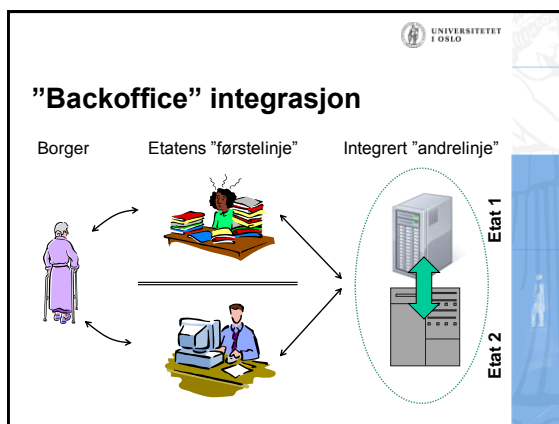 UNIVERSITETET
I OSLO
”Backoffice” integrasjon
Borger
Etatens ”førstelinje”
Integrert ”andrelinje”
Etat 1
Etat 2